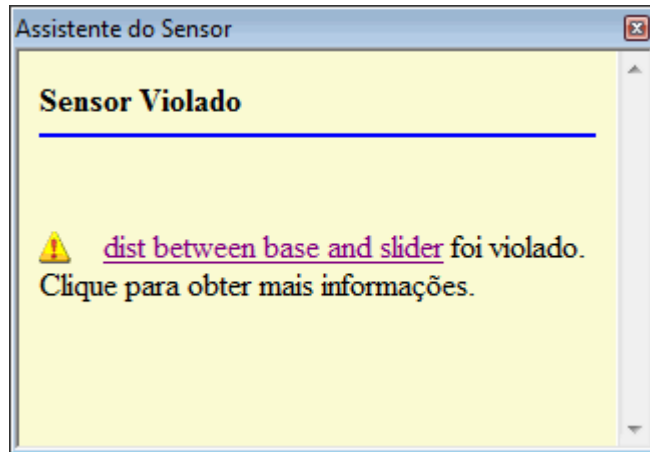 Assistente do Sensor
Sensor Violado
dist between base and slider foi violado.
Clique para obter mais informações.